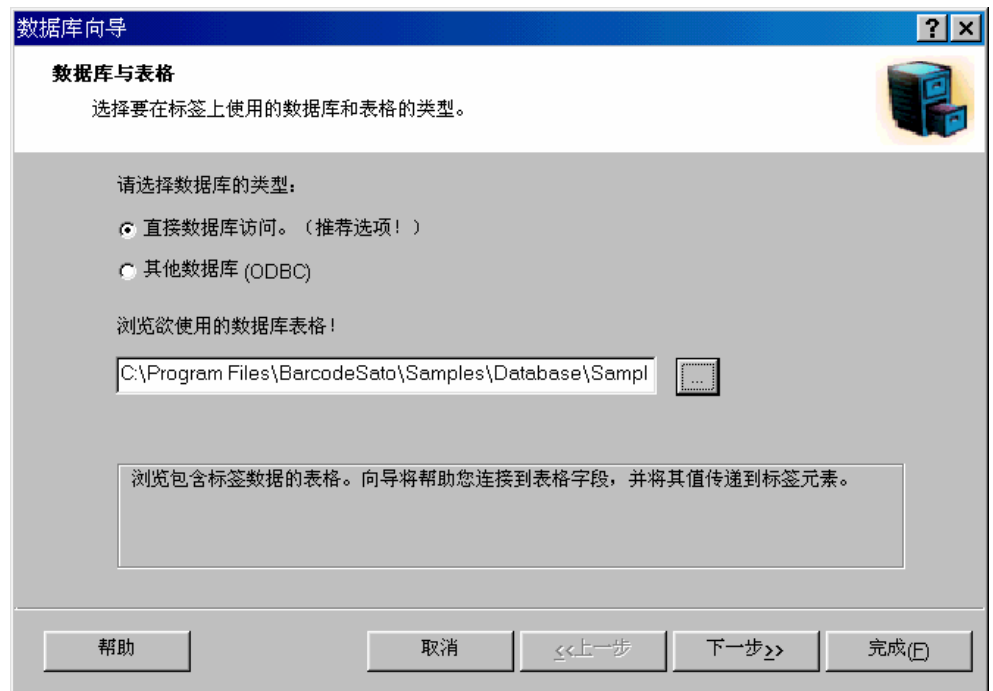 数据库向导
数据库与表格
选择要在标签上使用的数据库和表格的类型。
请选择数据库的类型：
直接数据库访问。（推荐选项！）
其他数据库 (ODBC)
浏览欲使用的数据库表格！
C:\Program Files\BarcodeSato\Samples\Database\Sampl
...
浏览包含标签数据的表格。向导将帮助您连接到表格字段，并将其值传递到标签元素。
帮助
取消
<<上一步
下一步>>
完成(F)